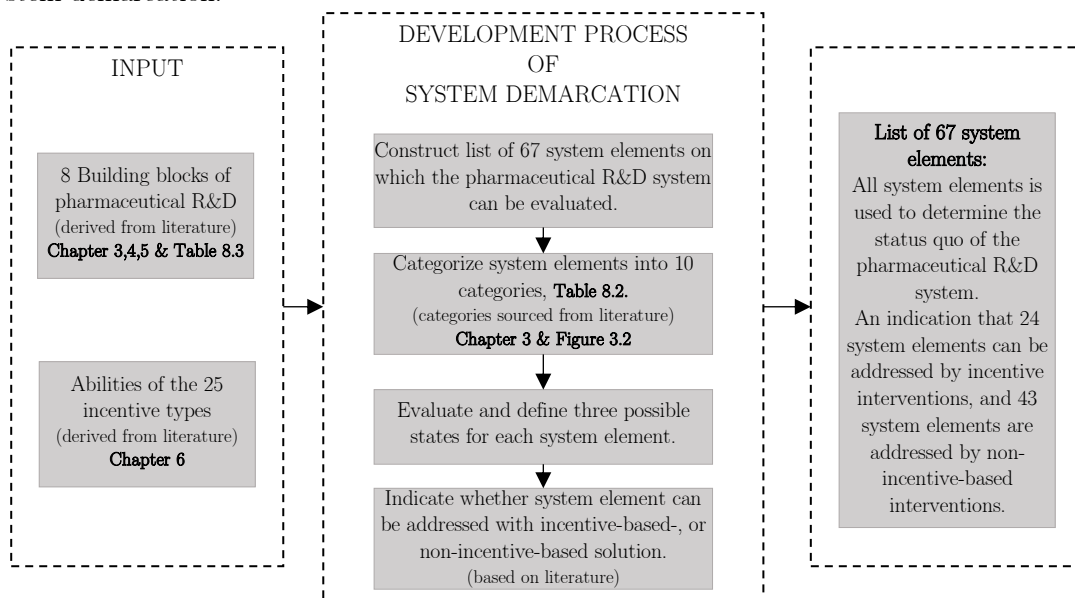 INPUT
8 Building blocks of
pharmaceutical R&D
(derived from literature)
Chapter 3,4,5 & Table 8.3
Abilities of the 25
incentive types
(derived from literature)
Chapter 6
DEVELOPMENT PROCESS
OF
SYSTEM DEMARCATION
Construct list of 67 system elements on
which the pharmaceutical R&D system
can be evaluated.
Categorize system elements into 10
categories, Table 8.2.
(categories sourced from literature)
Chapter 3 & Figure 3.2
Evaluate and define three possible
states for each system element.
Indicate whether system element can
be addressed with incentive-based-, or
non-incentive-based solution.
(based on literature)
List of 67 system
elements:
All system elements is
used to determine the
status quo of the
pharmaceutical R&D
system.
An indication that 24
system elements can be
addressed by incentive
interventions, and 43
system elements are
addressed by non-
incentive-based
interventions.